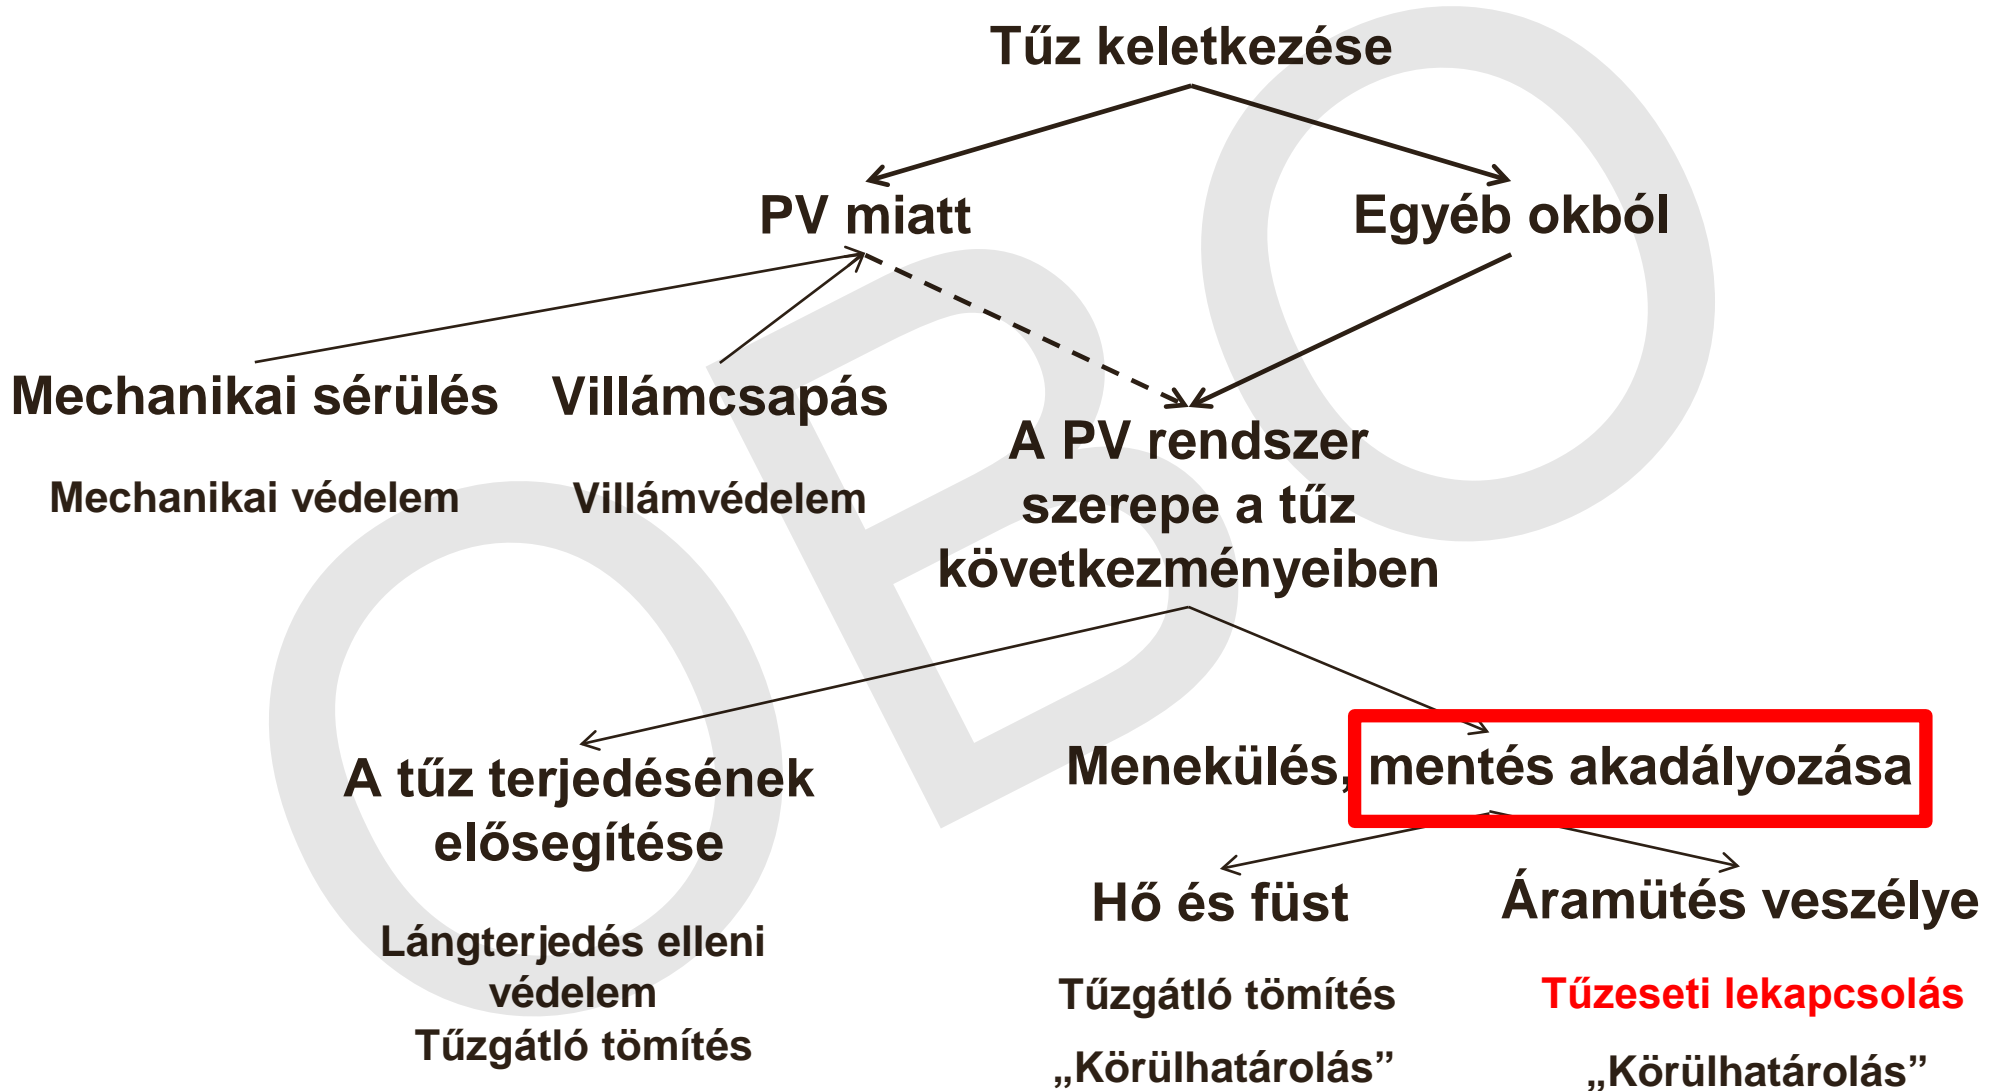 Tűz keletkezése
PV miatt
Egyéb okból
Mechanikai sérülés
Villámcsapás
Mechanikai védelem
Villámvédelem
A PV rendszer
szerepe a tűz
következményeiben
A tűz terjedésének
elősegítése
Lángterjedés elleni
védelem
Tűzgátló tömítés
Menekülés, mentés akadályozása
Hő és füst
Áramütés veszélye
Tűzgátló tömítés
Tűzeseti lekapcsolás
„Körülhatárolás”
„Körülhatárolás”
OBO